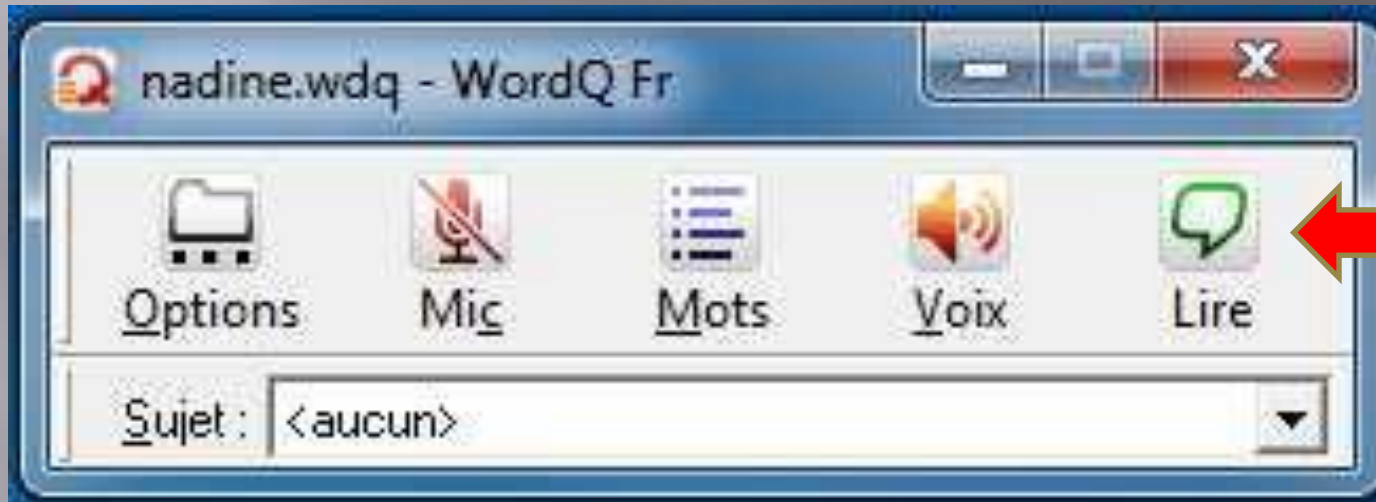 nadine.wdq - WordQ Fr
Options Mic Mots Voix Lire
Sujet : <aucun>